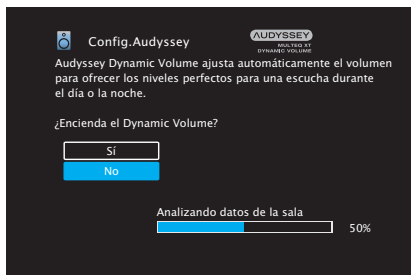 Config.Audyssey
AUDYSSEY
MULTEQ XT
DYNAMIC VOLUME
Audyssey Dynamic Volume ajusta automáticamente el volumen
para ofrecer los niveles perfectos para una escucha durante
el día o la noche.
¿Encienda el Dynamic Volume?
Sí
No
Analizando datos de la sala
50%